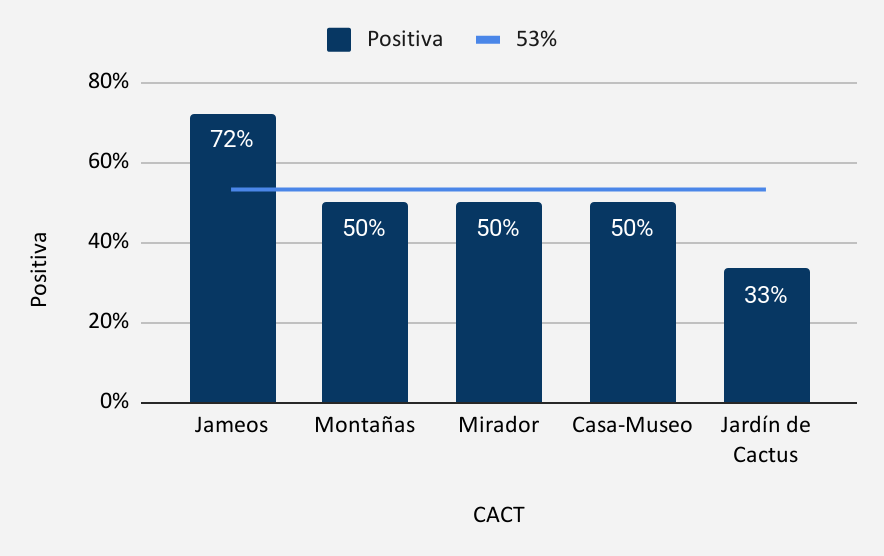 Positiva 53%
80%
60%
40%
20%
0%
Positiva
72%
50%
50%
50%
33%
Jameos
Montañas
Mirador
Casa-Museo
Jardín de
Cactus
CACT